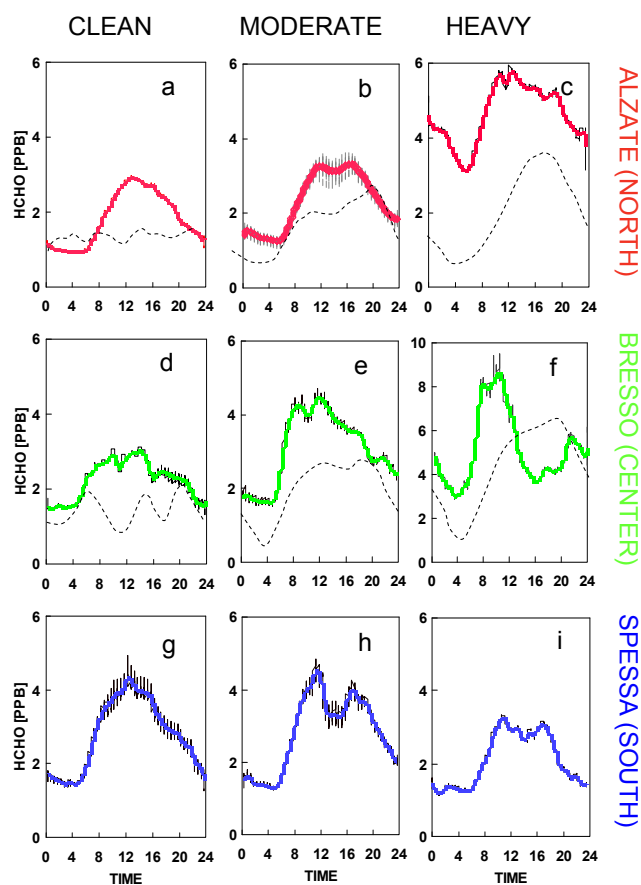 CLEAN MODERATE HEAVY
a b c
HCHO [PPB]
6
4
2
0
0 4 8 12 16 20 24
6
4
2
0
0 4 8 12 16 20 24
6
4
2
0
0 4 8 12 16 20 24
ALZATE (NORTH)
d e f
HCHO [PPB]
6
4
2
0
0 4 8 12 16 20 24
6
4
2
0
0 4 8 12 16 20 24
10
8
6
4
2
0
0 4 8 12 16 20 24
BRESSO (CENTER)
g h i
HCHO [PPB]
6
4
2
0
0 4 8 12 16 20 24
TIME
6
4
2
0
0 4 8 12 16 20 24
TIME
6
4
2
0
0 4 8 12 16 20 24
TIME
SPESSA (SOUTH)